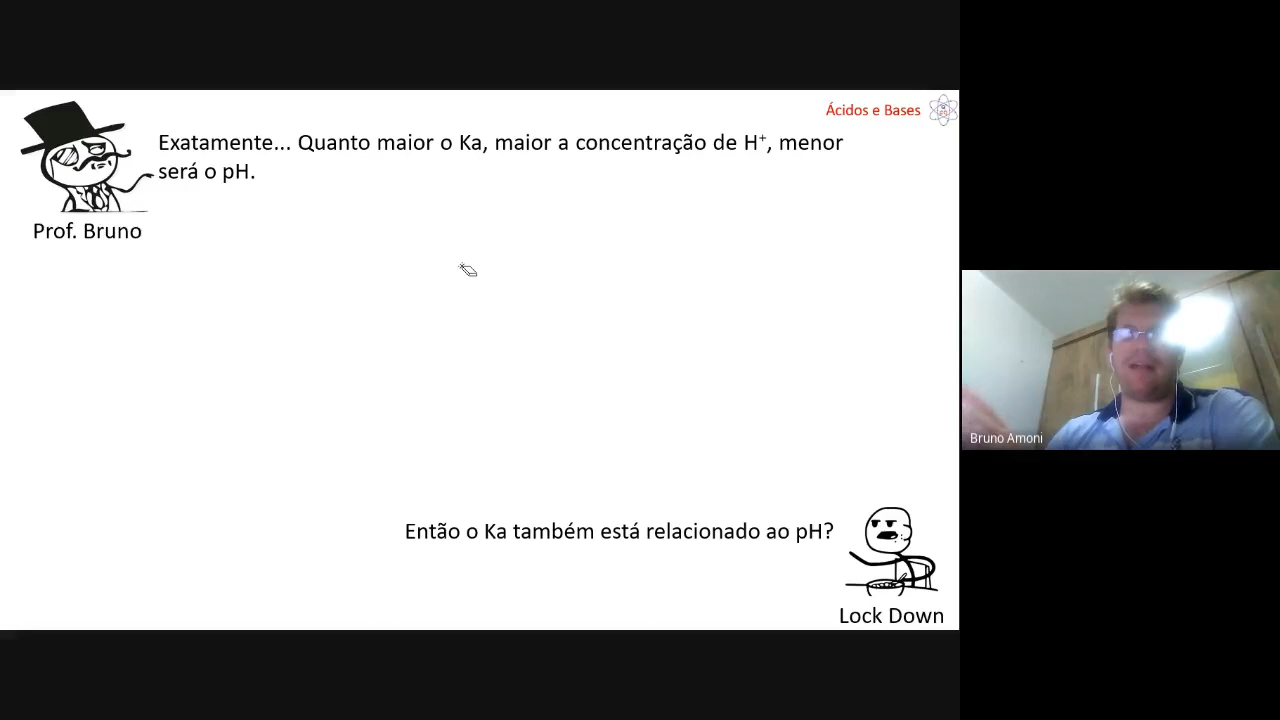 Ácidos e Bases
Exatamente... Quanto maior o Ka, maior a concentração de H⁺, menor
será o pH.
Prof. Bruno
Bruno Amoni
Então o Ka também está relacionado ao pH?
Lock Down